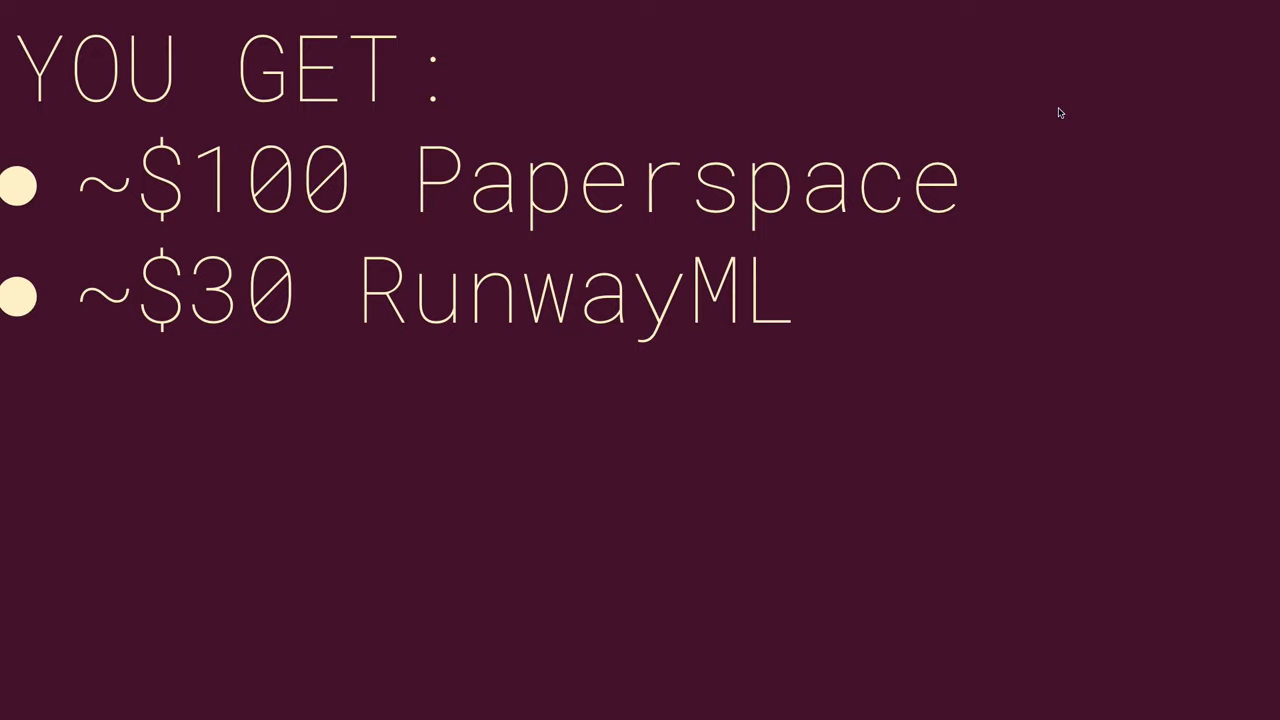 YOU GET:
• ~$100 Paperspace
• ~$30 RunwayML